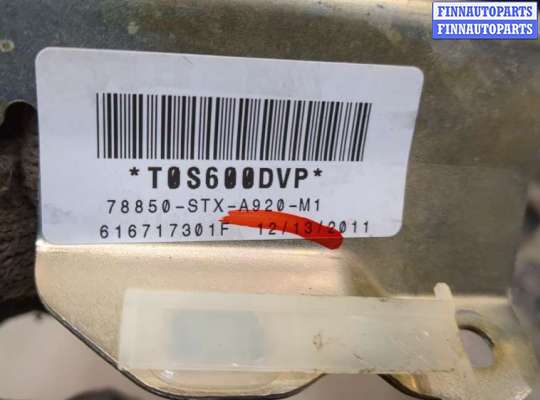 FINNAUTOPARTS
FINNAUTOPARTS
*T0S600DVP*
78850-STX-A920-M1
616717301F 12/13/2011